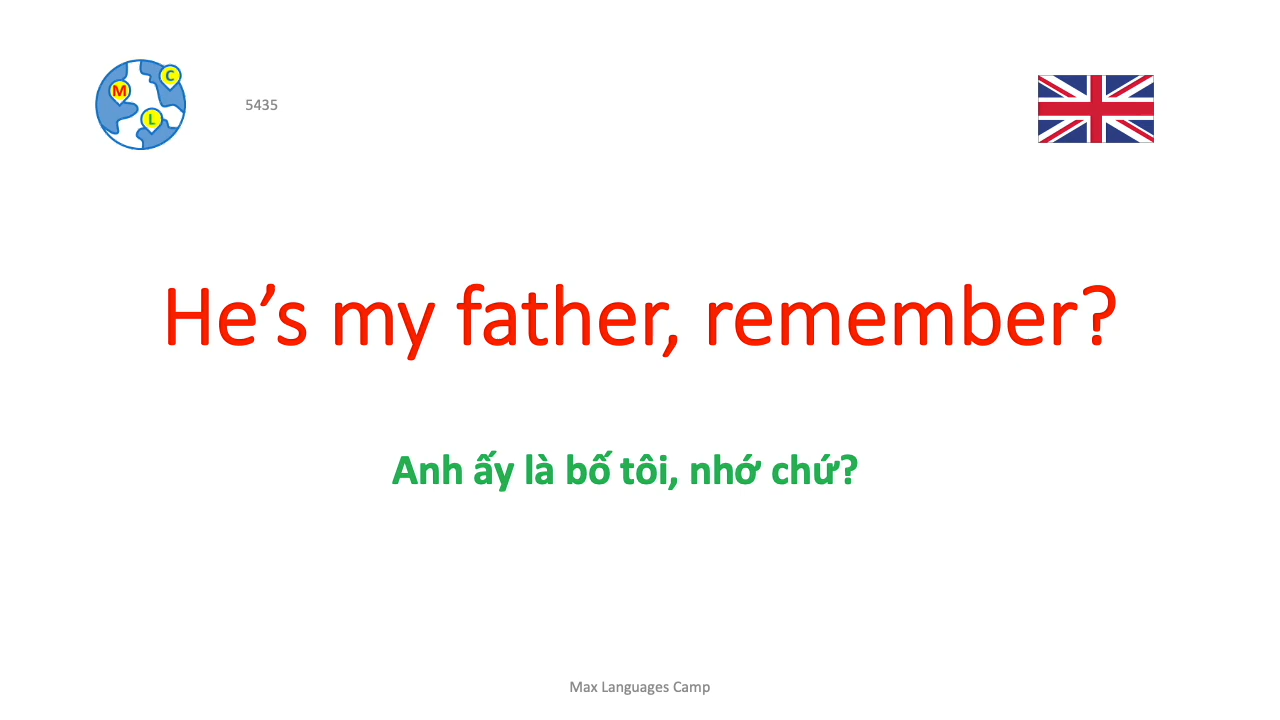 C
M
L
5435
He’s my father, remember?
Anh ấy là bố tôi, nhớ chứ?
Max Languages Camp